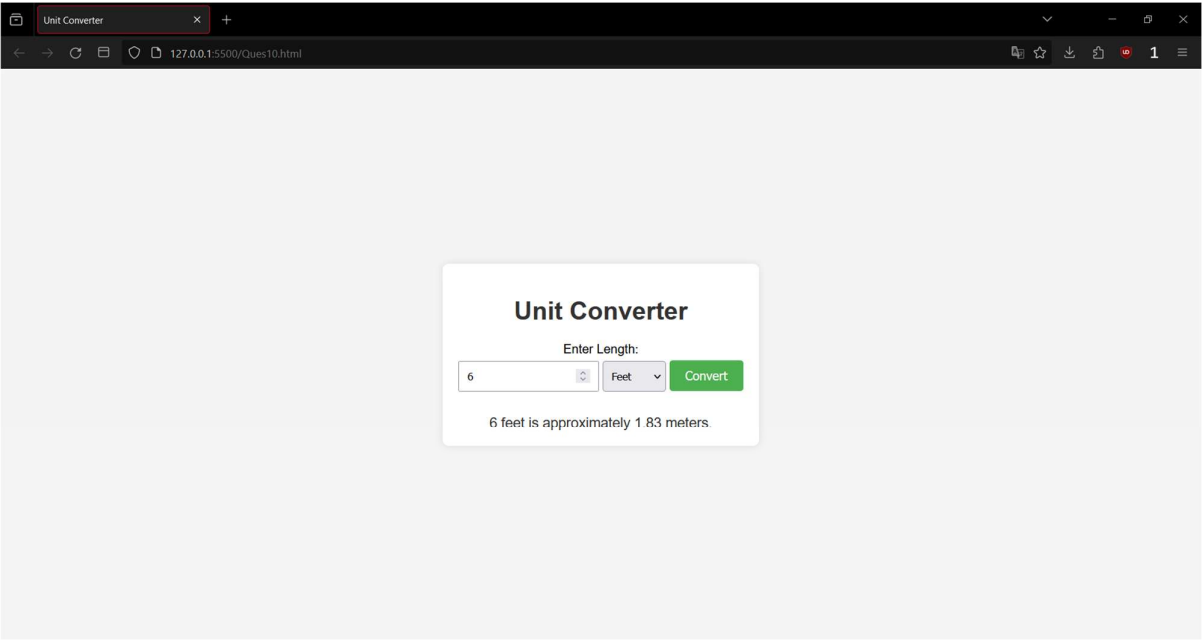 Unit Converter
127.0.0.1:5500/Ques10.html
1
Unit Converter
Enter Length:
6 Feet Convert
6 feet is approximately 1.83 meters.